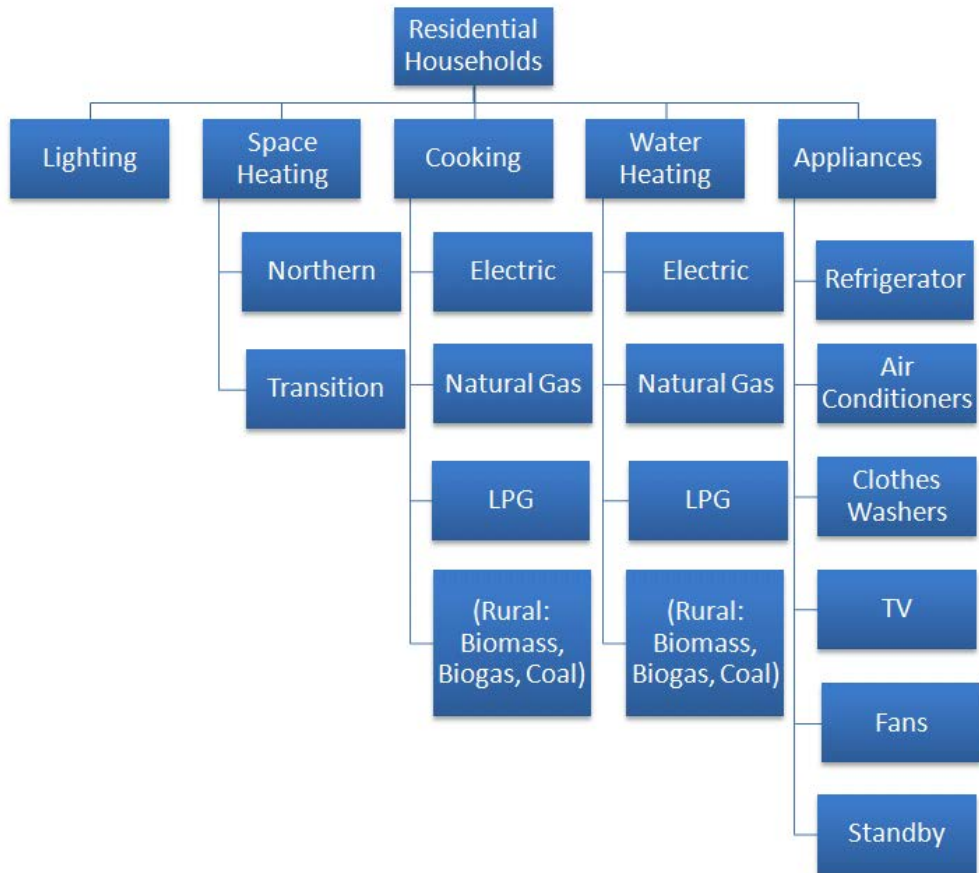 Residential
Households
Lighting
Space
Heating
Cooking
Water
Heating
Appliances
Northern
Transition
Electric
Natural Gas
LPG
(Rural:
Biomass,
Biogas, Coal)
Electric
Natural Gas
LPG
(Rural:
Biomass,
Biogas, Coal)
Refrigerator
Air
Conditioners
Clothes
Washers
TV
Fans
Standby